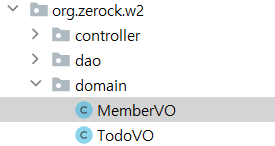 org.zerock.w2
controller
dao
domain
C MemberVO
C TodoVO